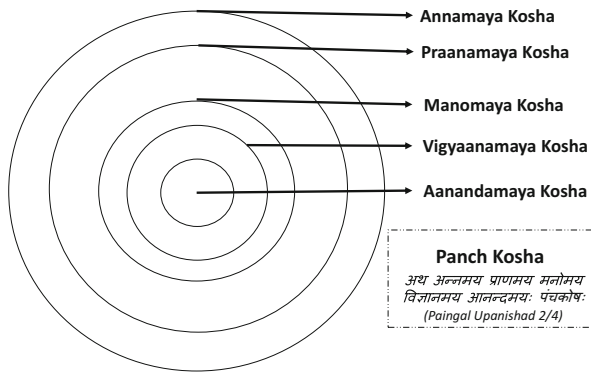 Annamaya Kosha
Praanamaya Kosha
Manomaya Kosha
Vigyaanamaya Kosha
Aanandamaya Kosha
Panch Kosha
अथ अन्नमय प्राणमय मनोमय
विज्ञानमय आनन्दमयः पंचकोषः
(Paingal Upanishad 2/4)